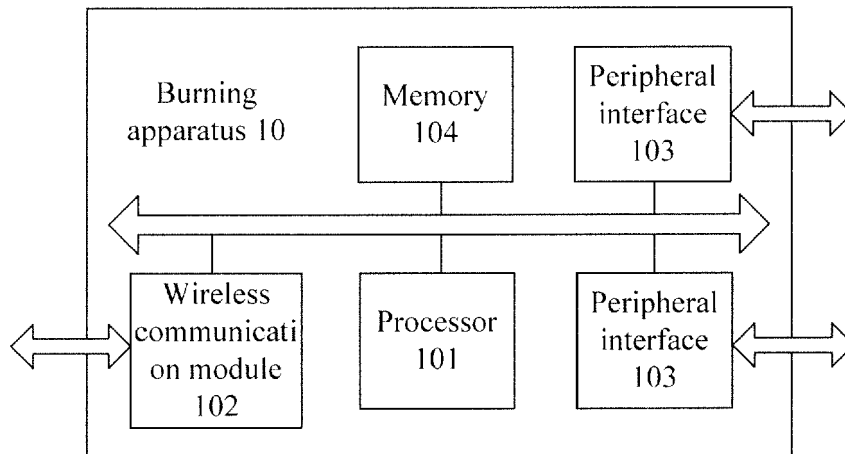 Burning
apparatus 10
Memory
104
Peripheral
interface
103
Wireless
communicati
on module
102
Processor
101
Peripheral
interface
103